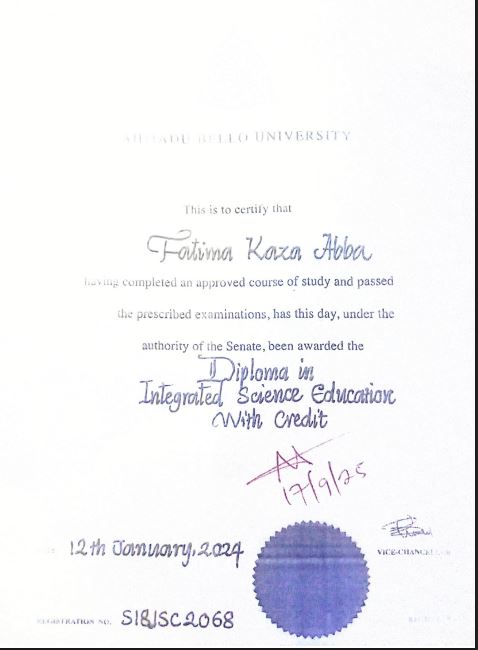 AHMADU BELLO UNIVERSITY
This is to certify that
Fatima Kaza Abba
having completed an approved course of study and passed
the prescribed examinations, has this day, under the
authority of the Senate, been awarded the
Diploma in
Integrated Science Education
With Credit
17/9/25
12th January, 2024
VICE-CHANCELLOR
REGISTRATION NO. S18JSC2068